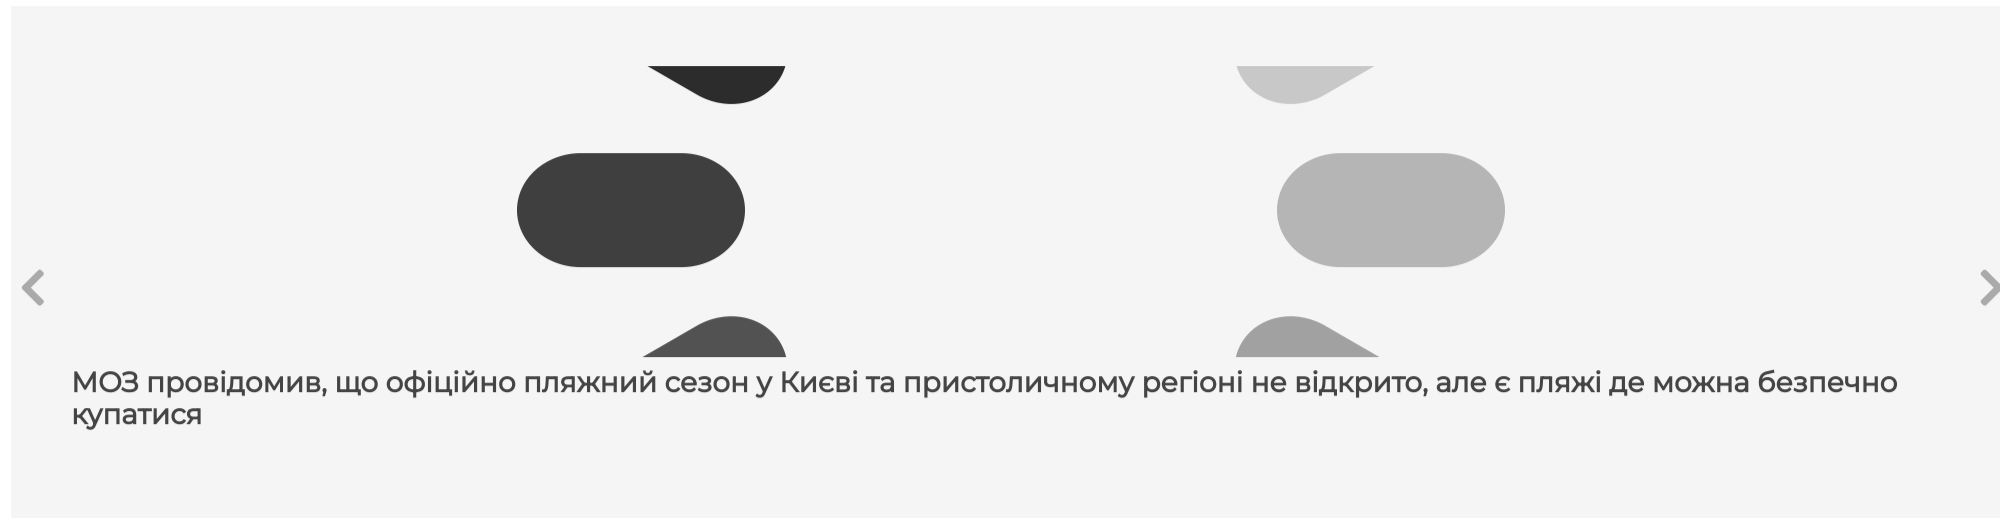 МОЗ провідомив, що офіційно пляжний сезон у Києві та пристоличному регіоні не відкрито, але є пляжі де можна безпечно
купатися